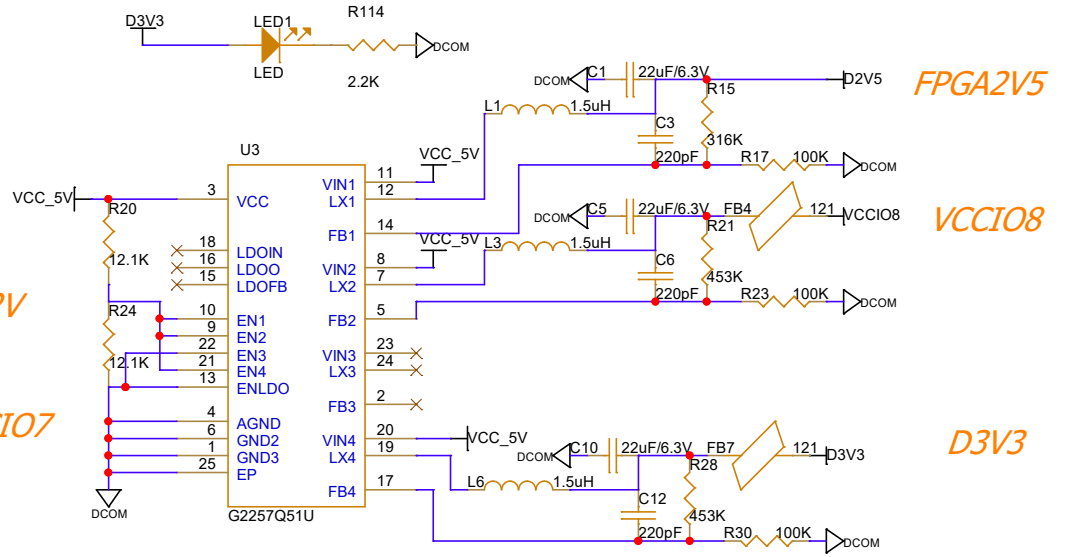 D3V3
LED1
R114
DCOM
LED
2.2K
DCOM
C1
22uF/6.3V
D2V5
FPGA2V5
R15
L1
1.5uH
C3
316K
U3
VCC_5V
220pF
R17
100K
DCOM
11
VIN1
VCC_5V
3
VCC
12
LX1
R20
DCOM
C5
22uF/6.3V
FB4
121
VCCIO8
VCCIO8
14
FB1
R21
18
LDOIN
VCC_5V
L3
1.5uH
12.1K
16
LDOO
8
VIN2
C6
15
LDOFB
7
LX2
453K
2V
R24
220pF
R23
100K
DCOM
10
EN1
5
FB2
9
EN2
22
EN3
23
VIN3
12.1K
21
EN4
24
LX3
13
ENLDO
2
FB3
CIO7
4
AGND
6
GND2
20
VIN4
VCC_5V
1
GND3
19
LX4
DCOM
C10
22uF/6.3V
FB7
121
D3V3
D3V3
25
EP
R28
17
FB4
L6
1.5uH
C12
DCOM
G2257Q51U
453K
220pF
R30
100K
DCOM